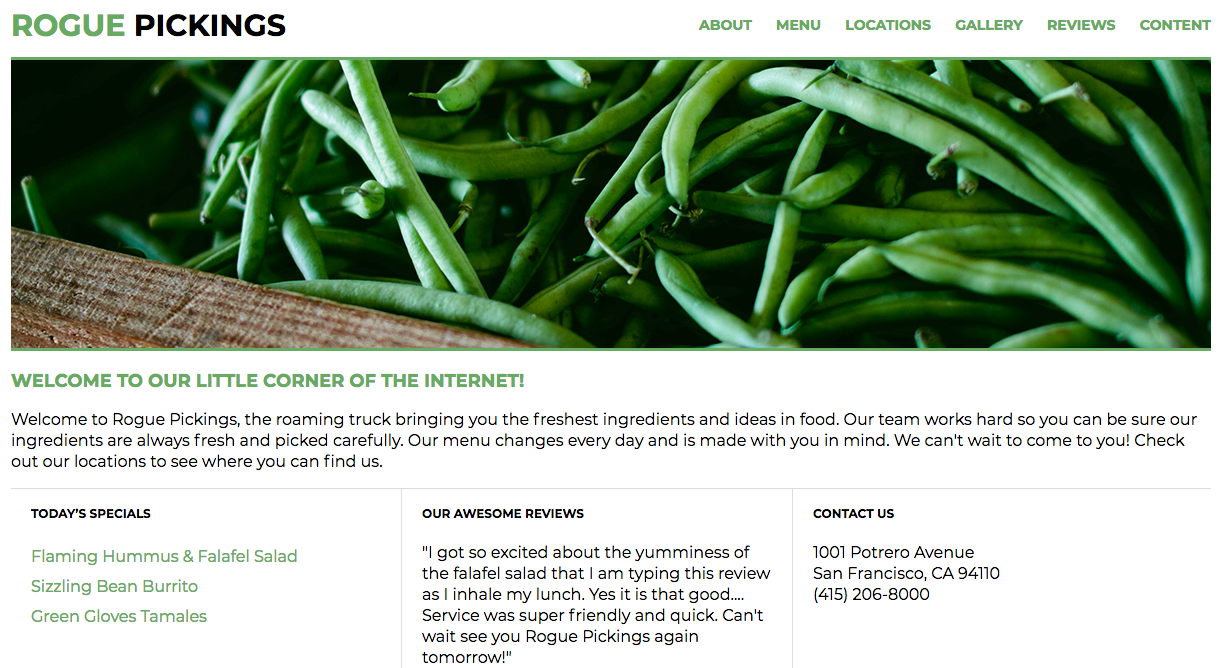 ROGUE PICKINGS
ABOUT MENU LOCATIONS GALLERY REVIEWS CONTENT
WELCOME TO OUR LITTLE CORNER OF THE INTERNET!
Welcome to Rogue Pickings, the roaming truck bringing you the freshest ingredients and ideas in food. Our team works hard so you can be sure our
ingredients are always fresh and picked carefully. Our menu changes every day and is made with you in mind. We can't wait to come to you! Check
out our locations to see where you can find us.
TODAY’S SPECIALS
Flaming Hummus & Falafel Salad
Sizzling Bean Burrito
Green Gloves Tamales
OUR AWESOME REVIEWS
"I got so excited about the yumminess of
the falafel salad that I am typing this review
as I inhale my lunch. Yes it is that good....
Service was super friendly and quick. Can't
wait see you Rogue Pickings again
tomorrow!"
CONTACT US
1001 Potrero Avenue
San Francisco, CA 94110
(415) 206-8000